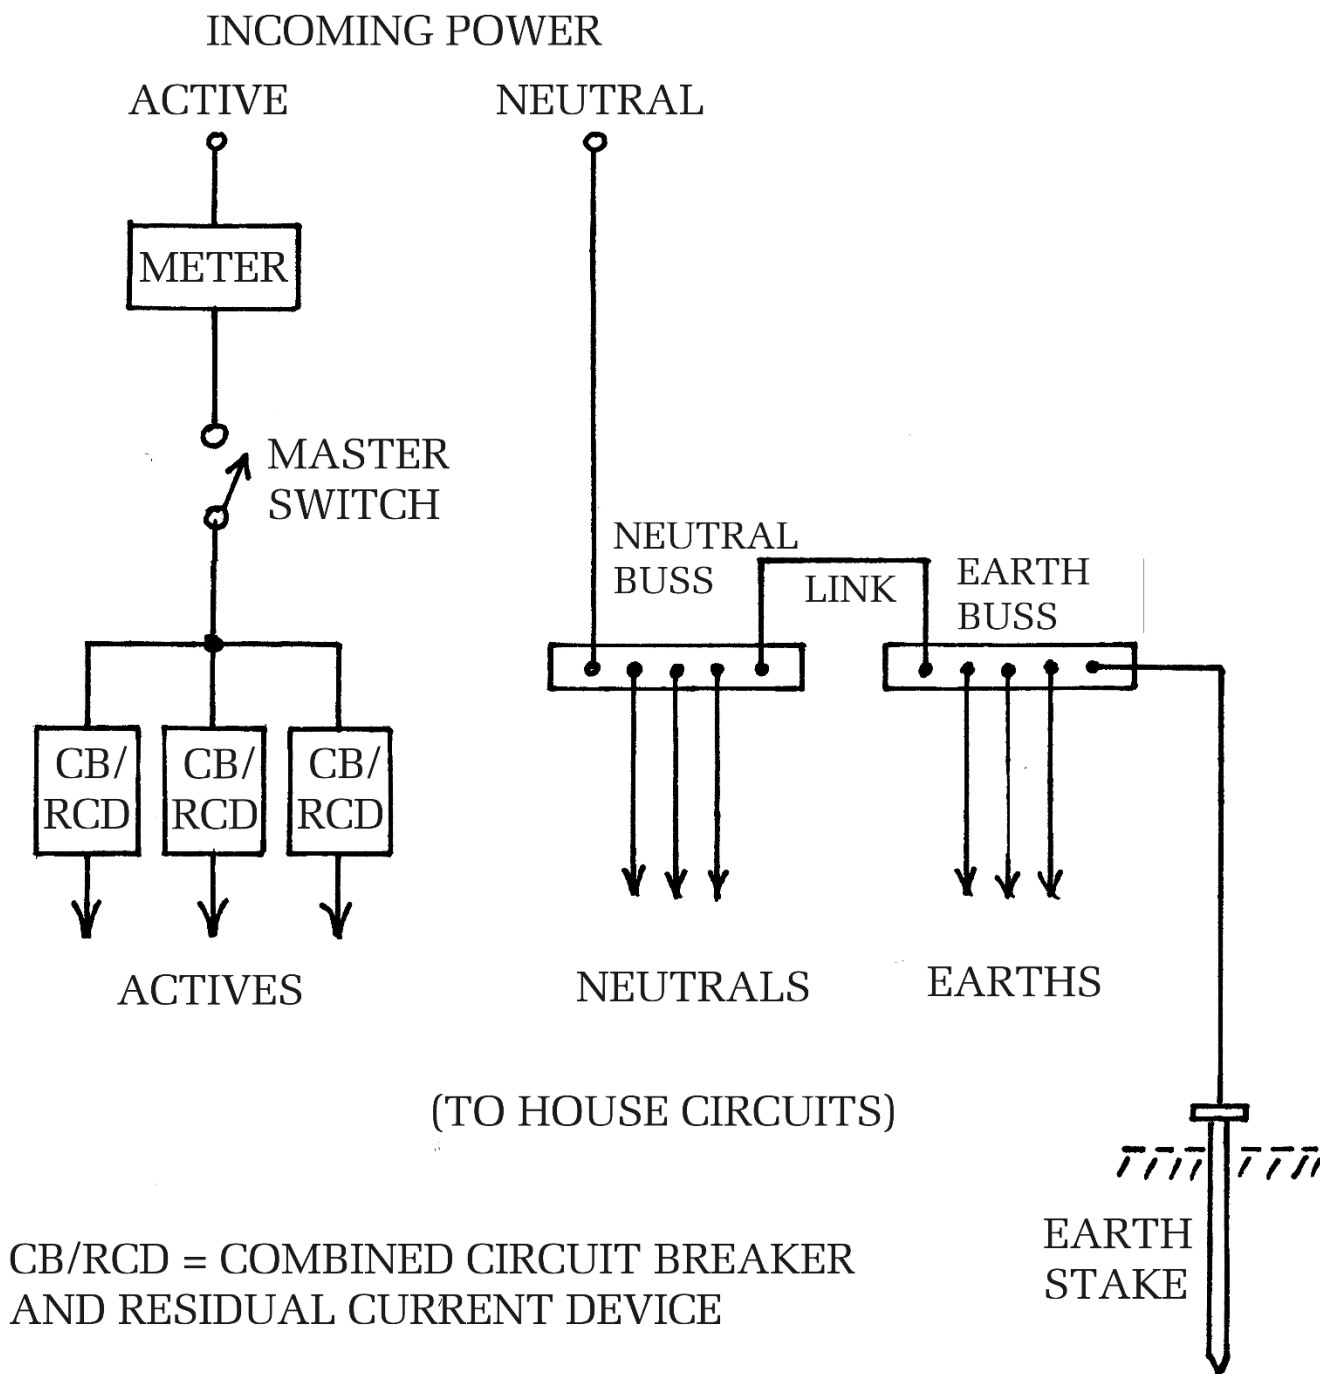 INCOMING POWER
ACTIVE
NEUTRAL
METER
MASTER
SWITCH
NEUTRAL
BUSS
LINK
EARTH
BUSS
CB/
RCD
CB/
RCD
CB/
RCD
ACTIVES
NEUTRALS
EARTHS
(TO HOUSE CIRCUITS)
EARTH
STAKE
CB/RCD = COMBINED CIRCUIT BREAKER
AND RESIDUAL CURRENT DEVICE